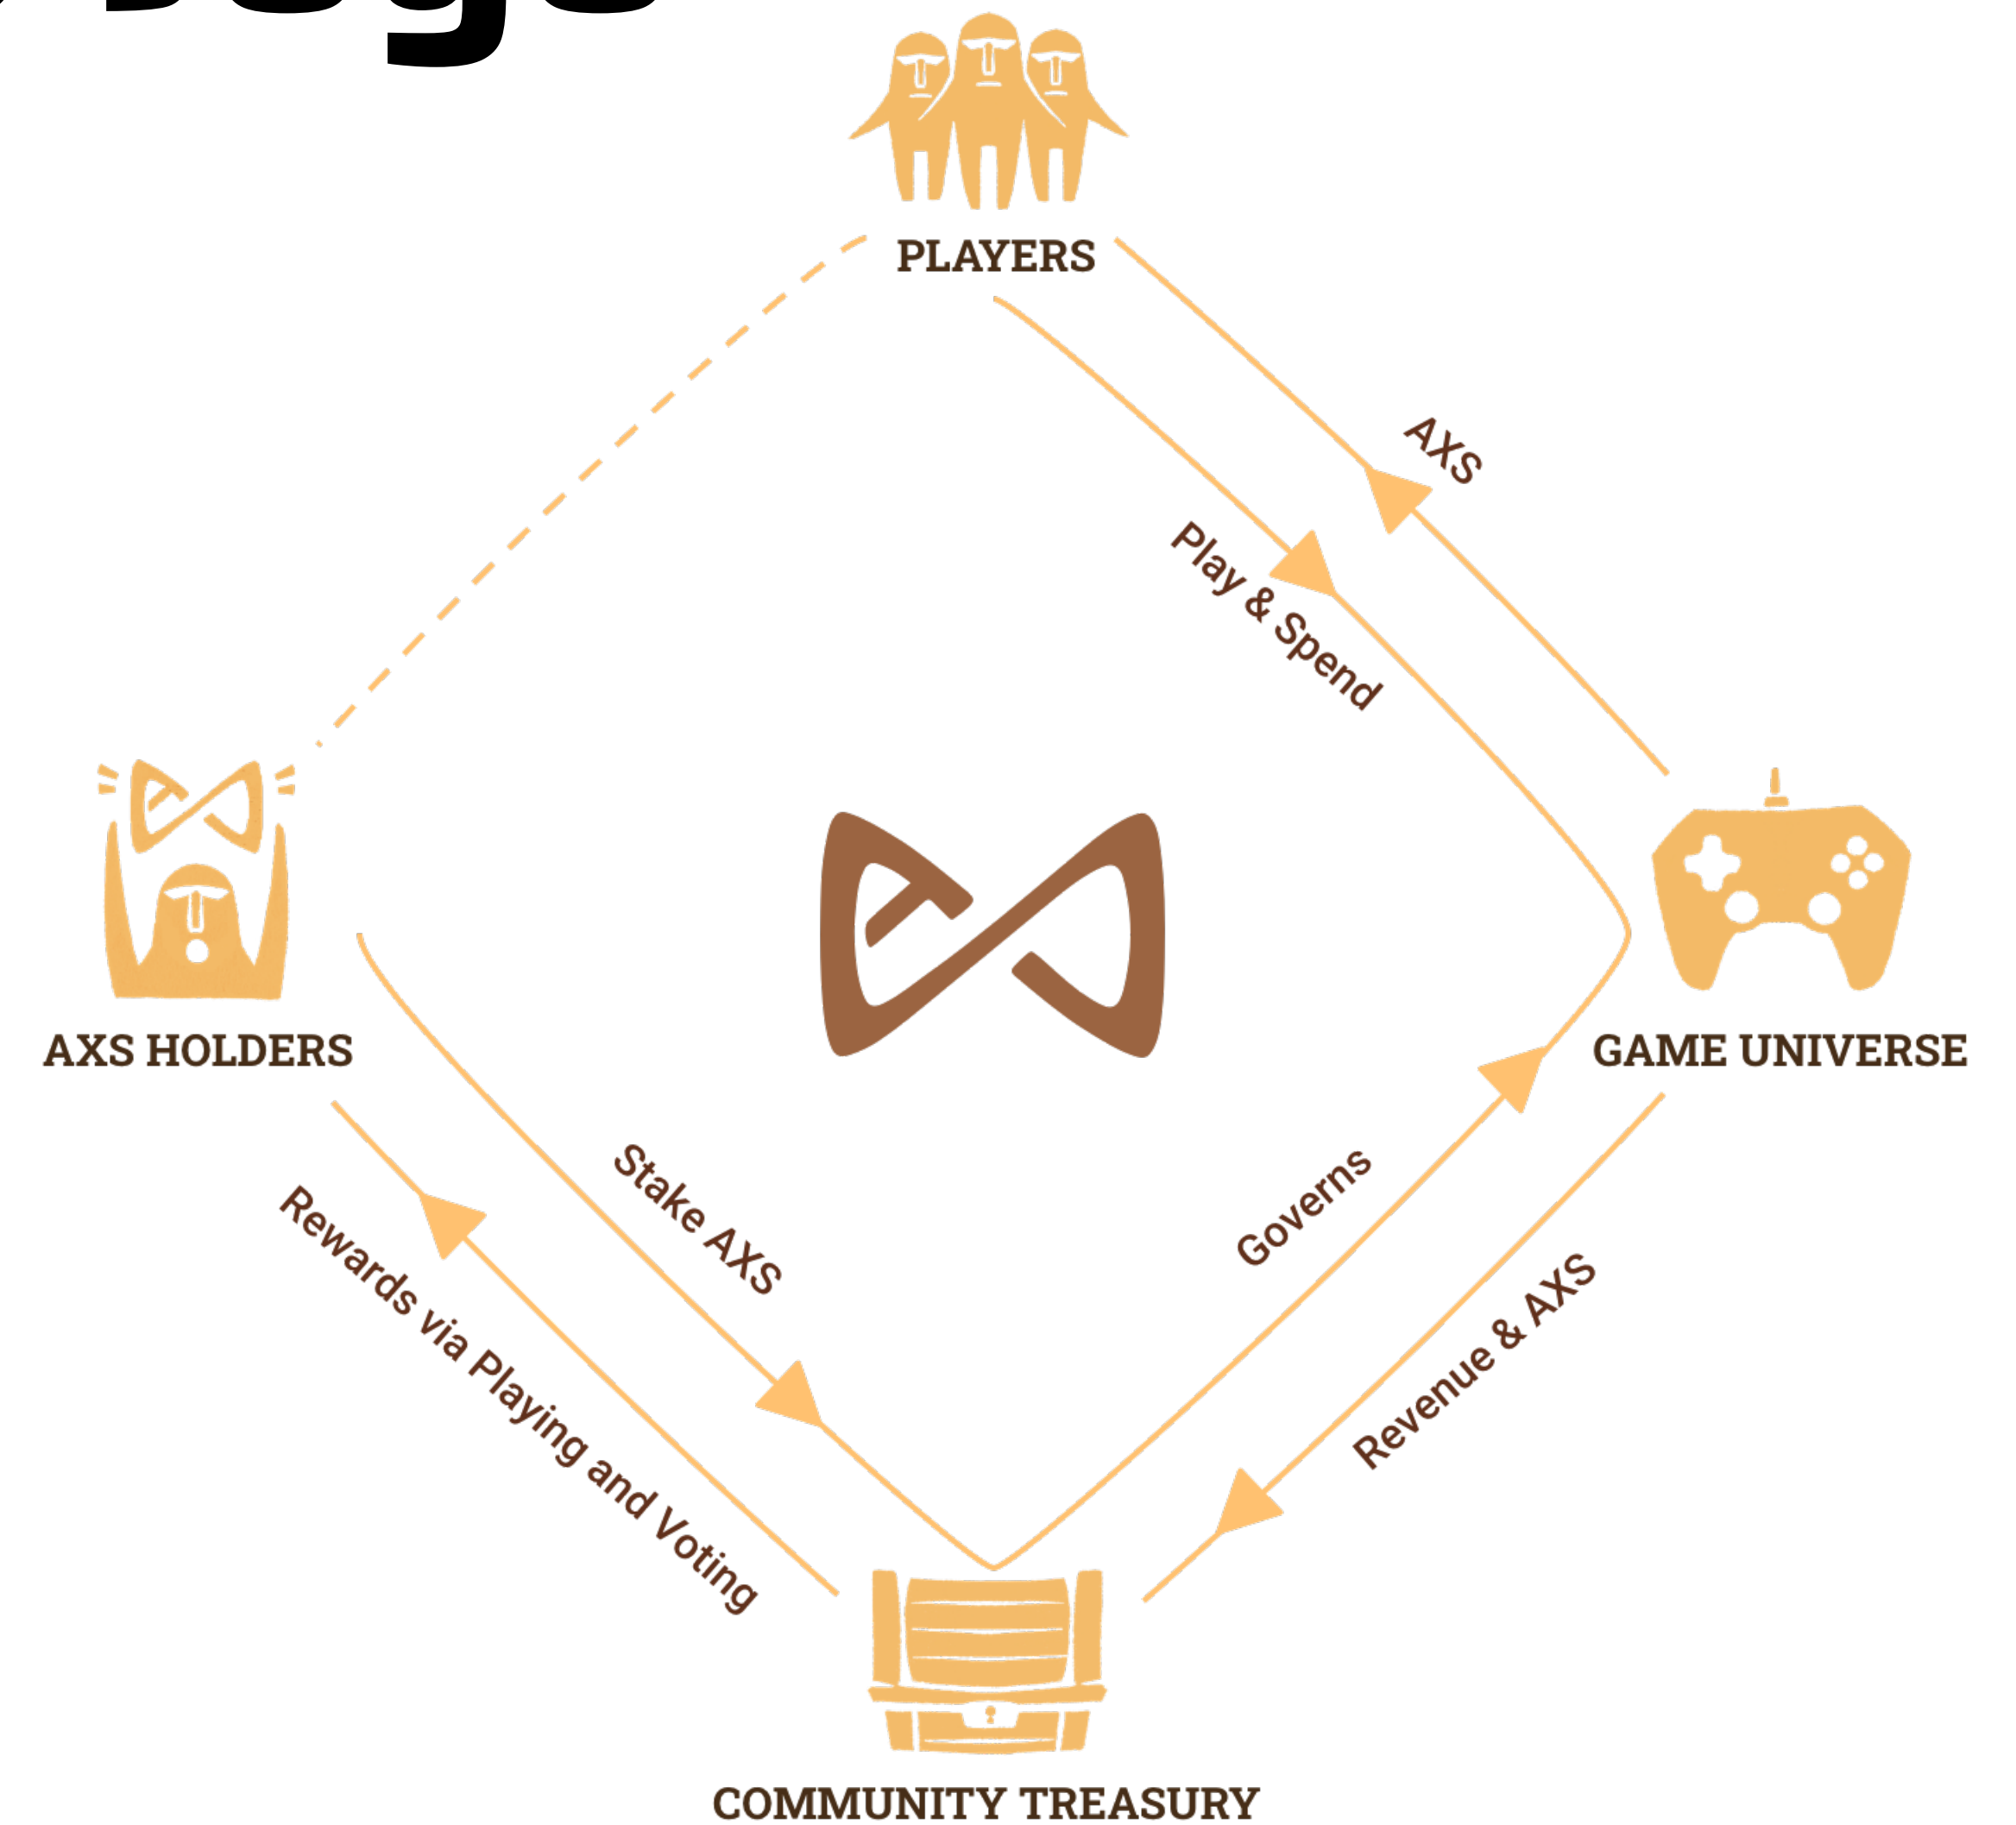 PLAYERS
AXS
Play & Spend
AXS HOLDERS
GAME UNIVERSE
Stake AXS
Governs
Rewards via Playing and Voting
Revenue & AXS
COMMUNITY TREASURY